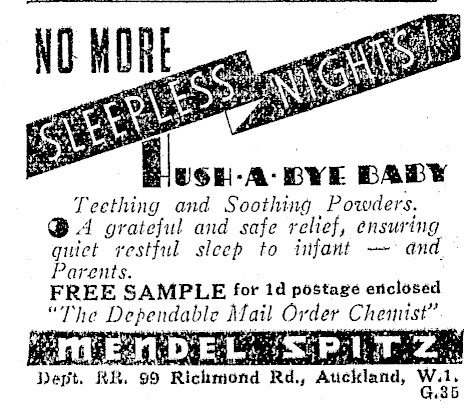 NO MORE
SLEEPLESS NIGHTS!
HUSH·A·BYE BABY
Teething and Soothing Powders.
A grateful and safe relief, ensuring
quiet restful sleep to infant — and
Parents.
FREE SAMPLE for 1d postage enclosed
"The Dependable Mail Order Chemist"
MENDEL SPITZ
Dept. RR. 99 Richmond Rd., Auckland, W.1.
G.35